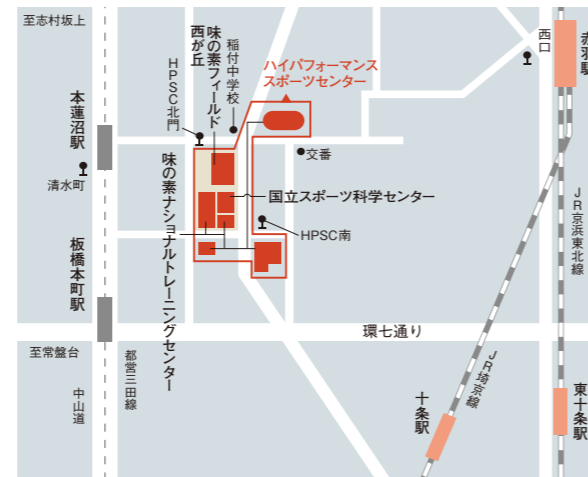 至志村坂上
西口
赤羽駅
ハイパフォーマンス
スポーツセンター
稲付中学校
味の素フィールド
西が丘
HPSC北門
本蓮沼駅
交番
清水町
国立スポーツ科学センター
味の素ナショナルトレーニングセンター
HPSC南
JR京浜東北線
板橋本町駅
環七通り
至常盤台
都営三田線
JR埼京線
中山道
十条駅
東十条駅